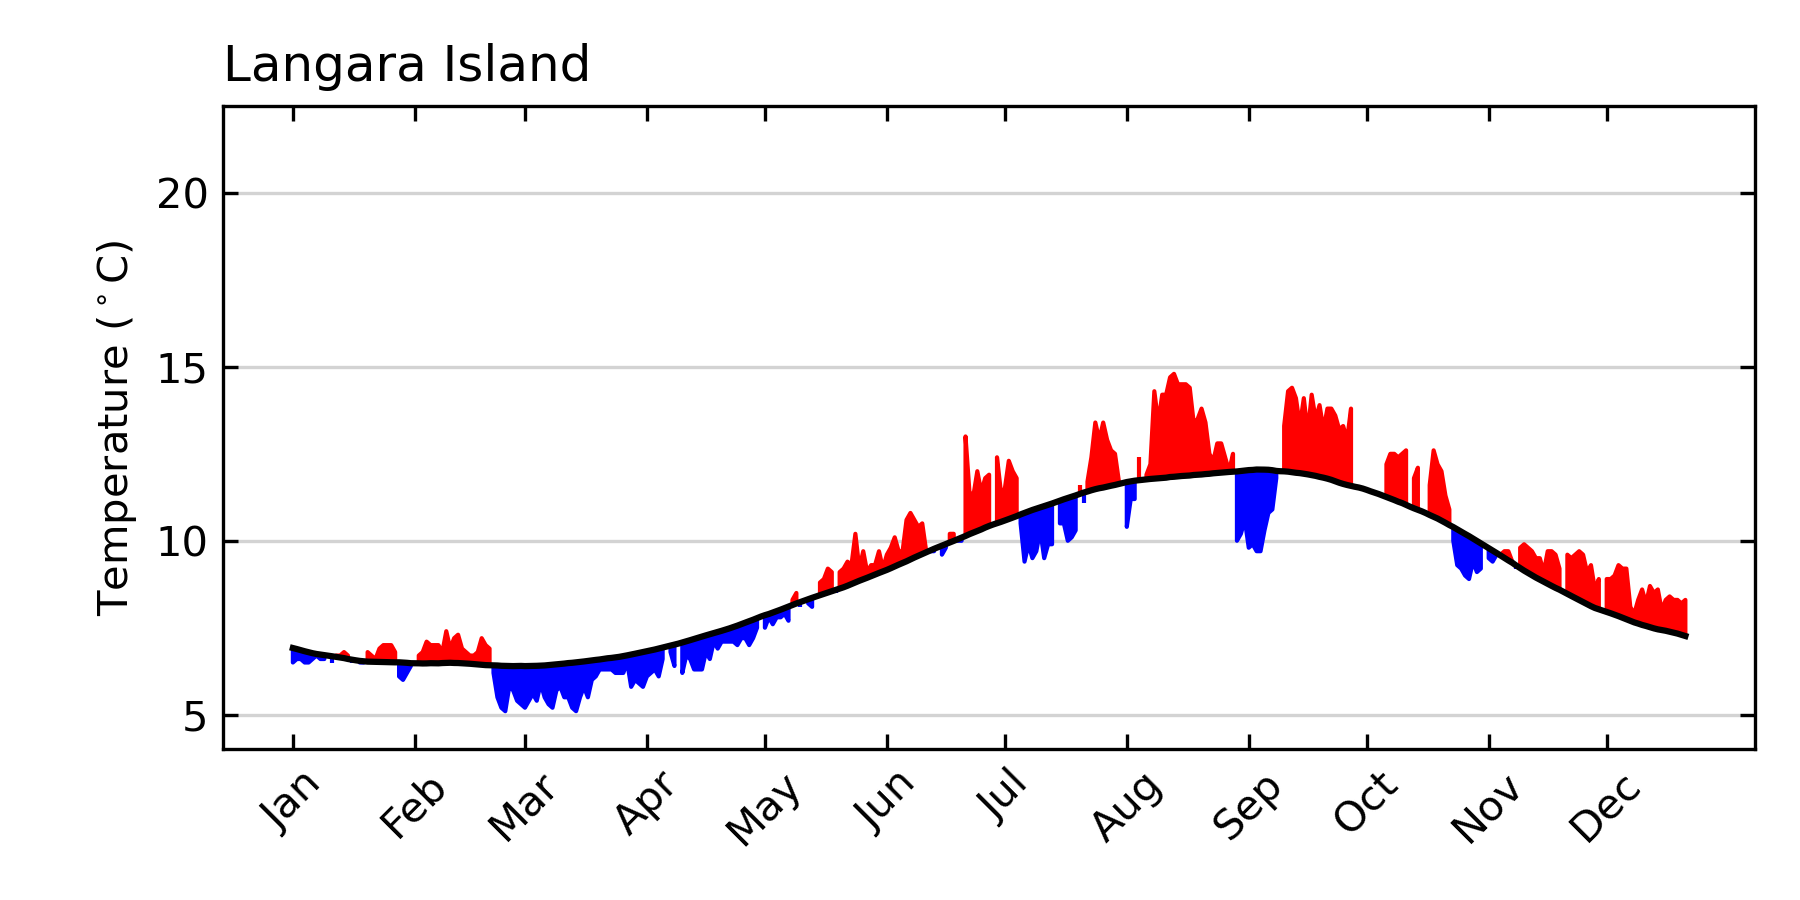 Langara Island
Temperature (°C)
20
15
10
5
Jan
Feb
Mar
Apr
May
Jun
Jul
Aug
Sep
Oct
Nov
Dec